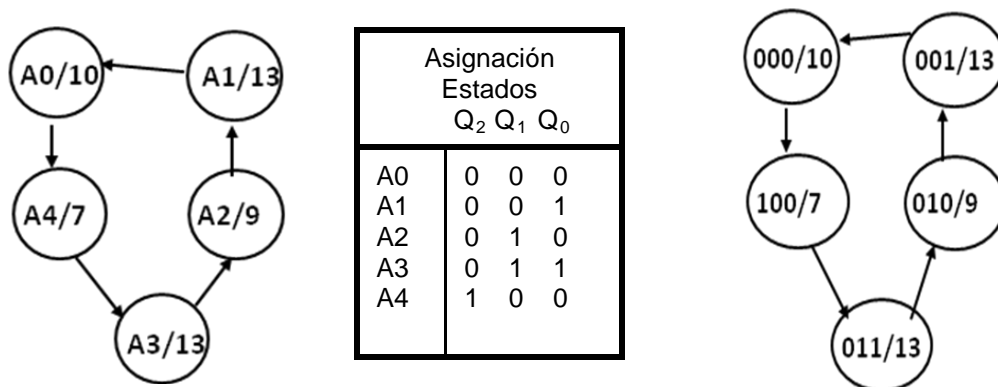 A0/10
A1/13
A4/7
A2/9
A3/13
Asignación
Estados
Q2 Q1 Q0
A0 0 0 0
A1 0 0 1
A2 0 1 0
A3 0 1 1
A4 1 0 0
000/10
001/13
100/7
010/9
011/13